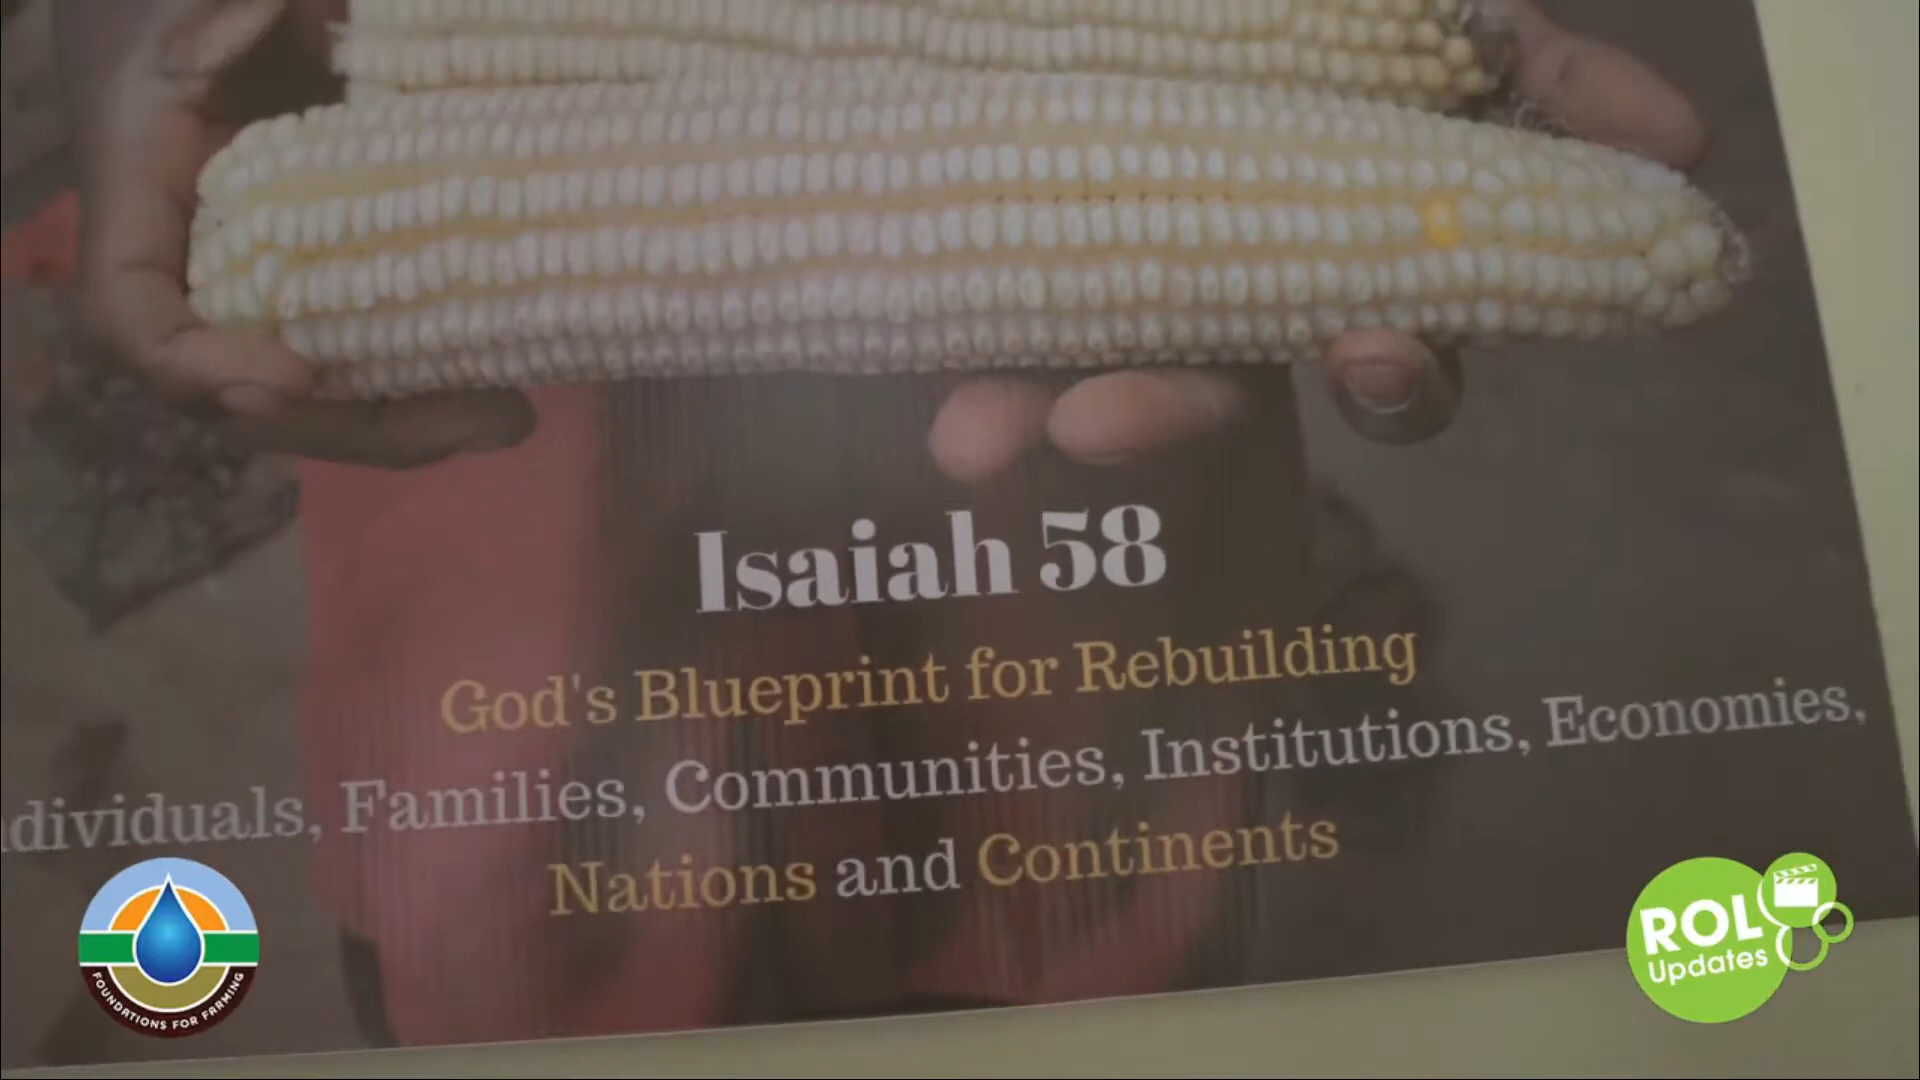 Isaiah 58
God's Blueprint for Rebuilding
dividuals, Families, Communities, Institutions, Economies,
Nations and Continents
FOUNDATIONS FOR FARMING
ROL
Updates